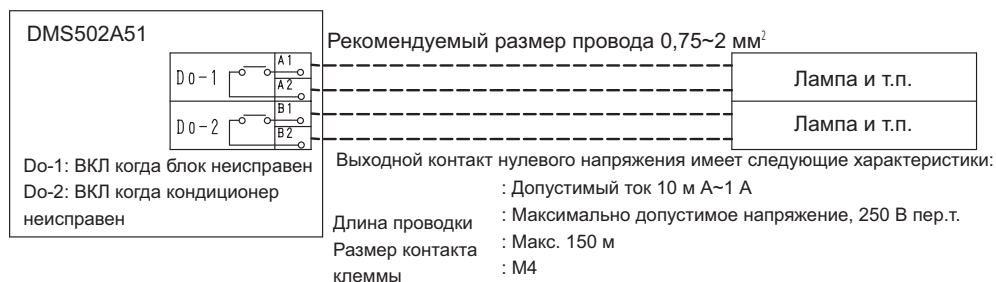 DMS502A51
Рекомендуемый размер провода 0,75~2 мм²
Do-1
A1
A2
Лампа и т.п.
Do-2
B1
B2
Лампа и т.п.
Do-1: ВКЛ когда блок неисправен
Do-2: ВКЛ когда кондиционер
неисправен
Выходной контакт нулевого напряжения имеет следующие характеристики:
: Допустимый ток 10 м А~1 А
Длина проводки
: Максимально допустимое напряжение, 250 В пер.т.
Размер контакта
клеммы
: Макс. 150 м
: M4